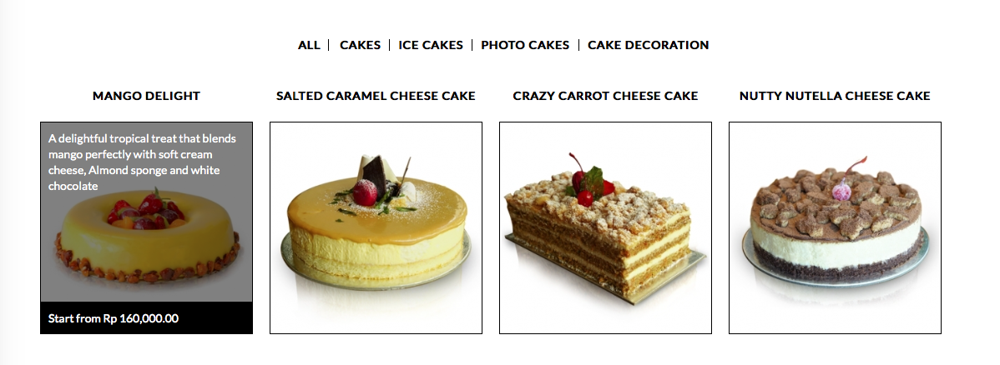 ALL | CAKES | ICE CAKES | PHOTO CAKES | CAKE DECORATION
MANGO DELIGHT
SALTED CARAMEL CHEESE CAKE
CRAZY CARROT CHEESE CAKE
NUTTY NUTELLA CHEESE CAKE
A delightful tropical treat that blends
mango perfectly with soft cream
cheese, Almond sponge and white
chocolate
Start from Rp 160,000.00